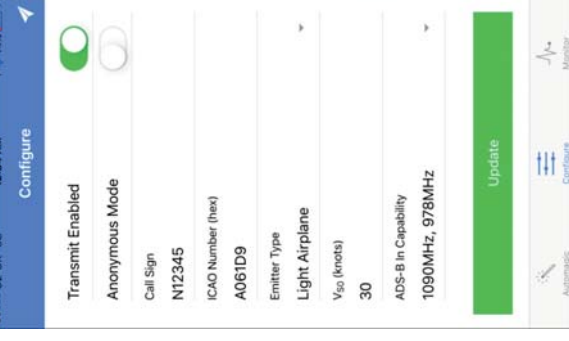 Configure
Transmit Enabled
Anonymous Mode
Call Sign
N12345
ICAO Number (hex)
A061D9
Emitter Type
Light Airplane
Vso (knots)
30
ADS-B In Capability
1090MHz, 978MHz
Update
Automagic
Configure
Monitor